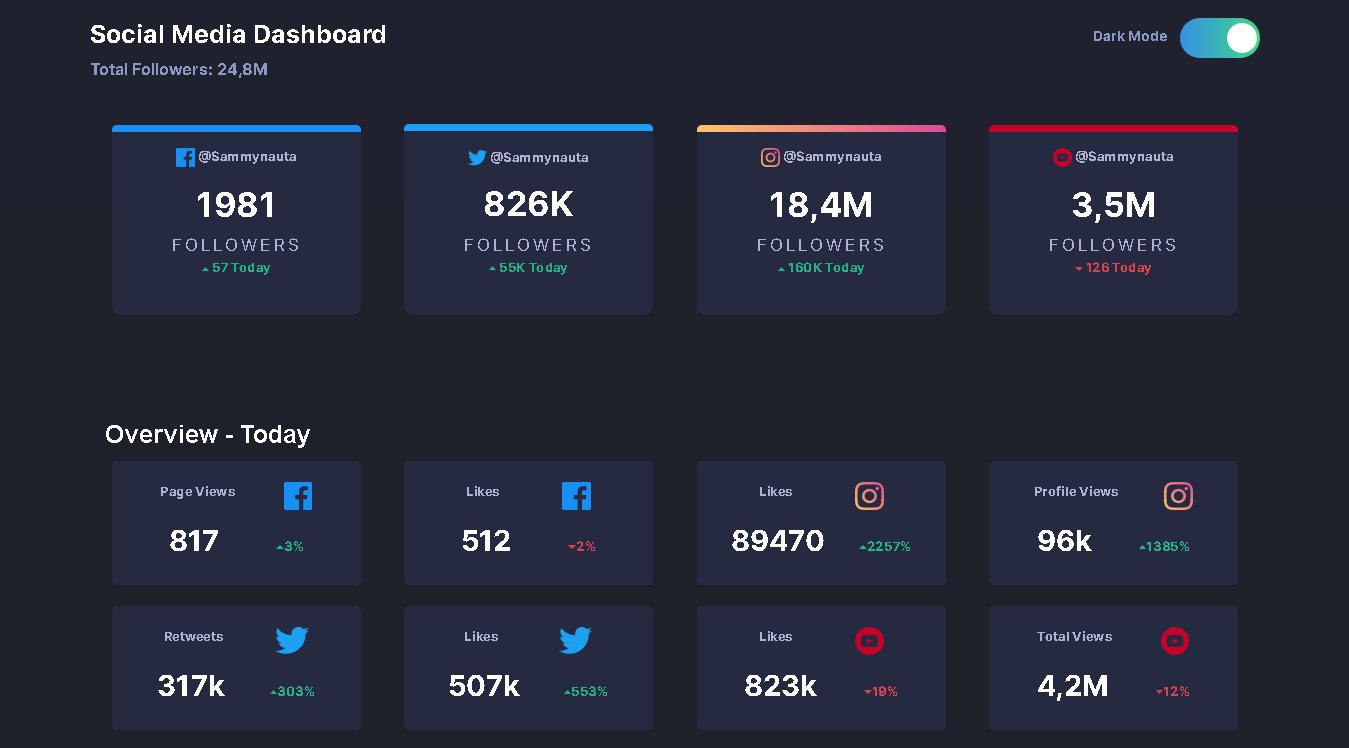 Social Media Dashboard
Dark Mode
Total Followers: 24,8M
@Sammynauta
1981
FOLLOWERS
57 Today
@Sammynauta
826K
FOLLOWERS
55K Today
@Sammynauta
18,4M
FOLLOWERS
160K Today
@Sammynauta
3,5M
FOLLOWERS
126 Today
Overview - Today
Page Views
817
3%
Likes
512
2%
Likes
89470
2257%
Profile Views
96k
1385%
Retweets
317k
303%
Likes
507k
553%
Likes
823k
19%
Total Views
4,2M
12%